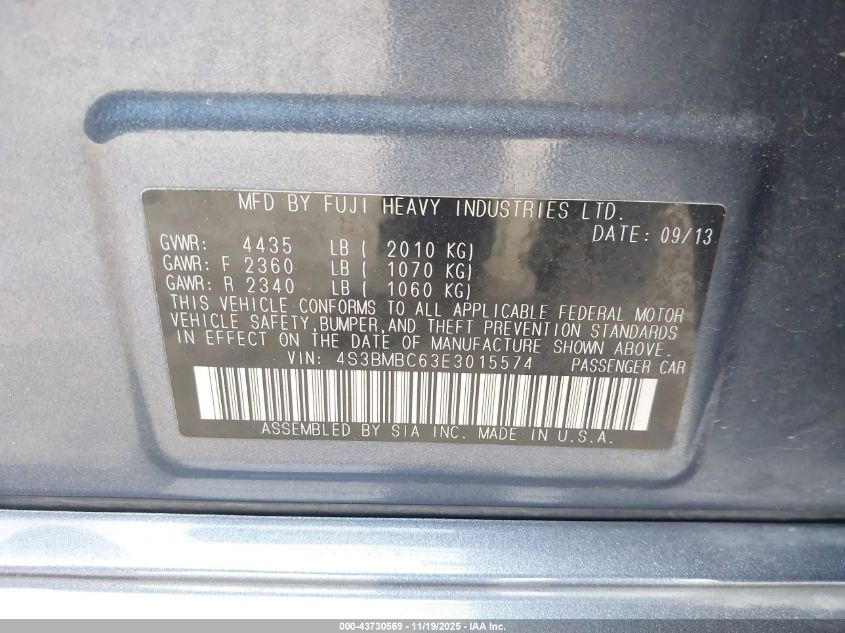 MFD BY FUJI HEAVY INDUSTRIES LTD.
DATE: 09/13
GVWR: 4435 LB ( 2010 KG)
GAWR: F 2360 LB ( 1070 KG)
GAWR: R 2340 LB ( 1060 KG)
THIS VEHICLE CONFORMS TO ALL APPLICABLE FEDERAL MOTOR
VEHICLE SAFETY,BUMPER,AND THEFT PREVENTION STANDARDS
IN EFFECT ON THE DATE OF MANUFACTURE SHOWN ABOVE.
VIN: 4S3BMBC63E3015574 PASSENGER CAR
ASSEMBLED BY SIA INC. MADE IN U.S.A.
000-43730569 - 11/19/2025 - IAA Inc.